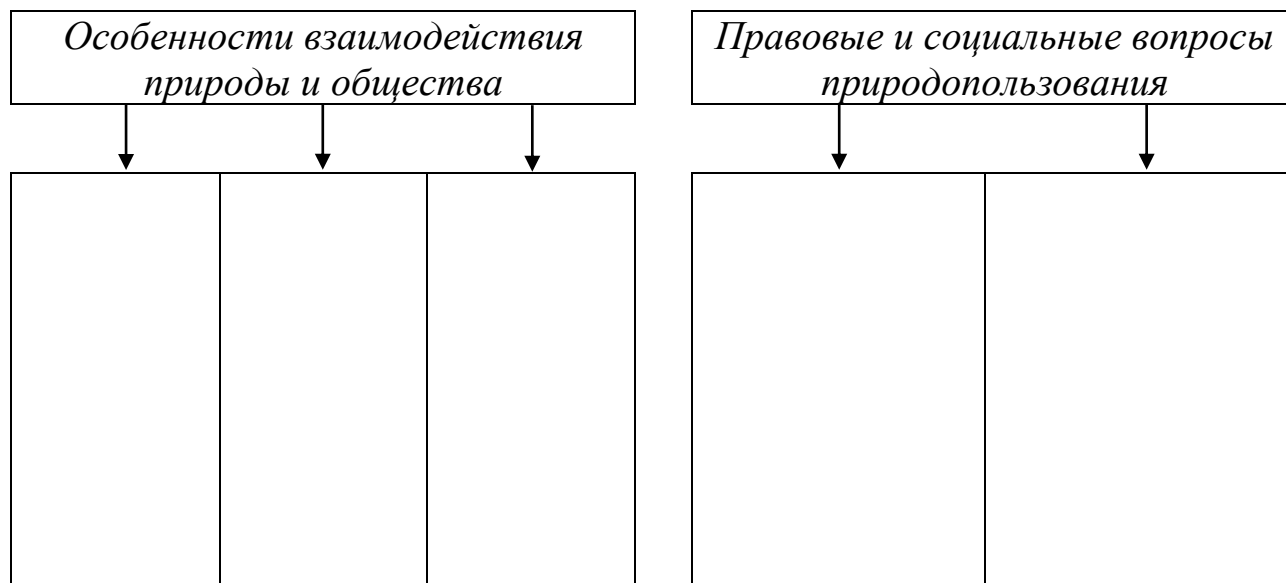 Особенности взаимодействия
природы и общества
Правовые и социальные вопросы
природопользования